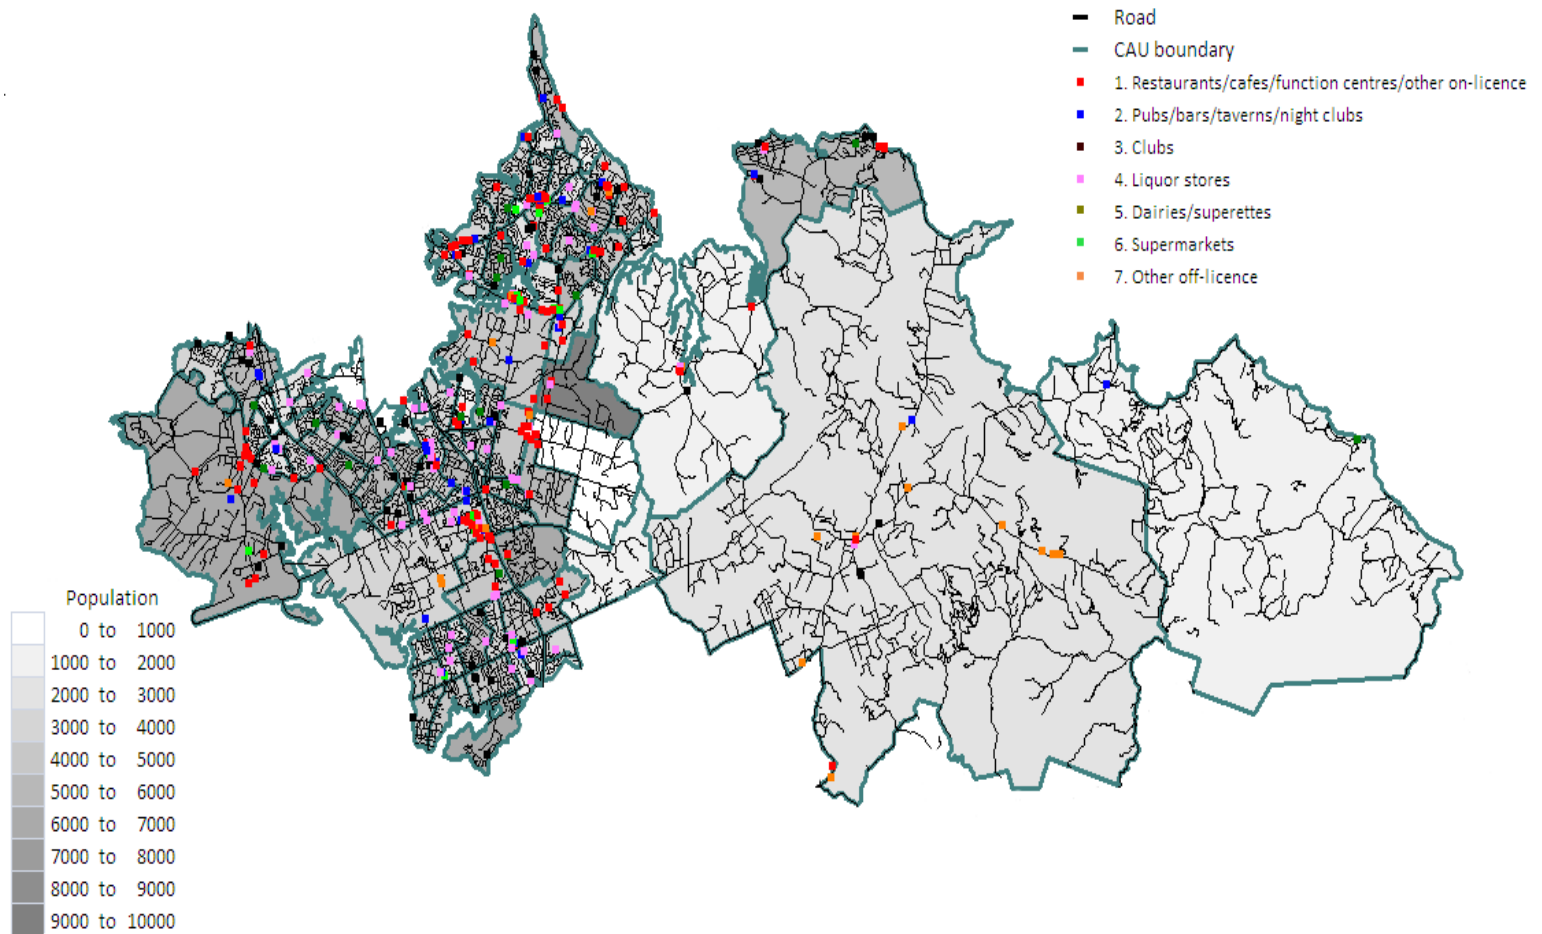 Road
CAU boundary
1. Restaurants/cafes/function centres/other on-licence
2. Pubs/bars/taverns/night clubs
3. Clubs
4. Liquor stores
5. Dairies/superettes
6. Supermarkets
7. Other off-licence
Population
0 to 1000
1000 to 2000
2000 to 3000
3000 to 4000
4000 to 5000
5000 to 6000
6000 to 7000
7000 to 8000
8000 to 9000
9000 to 10000